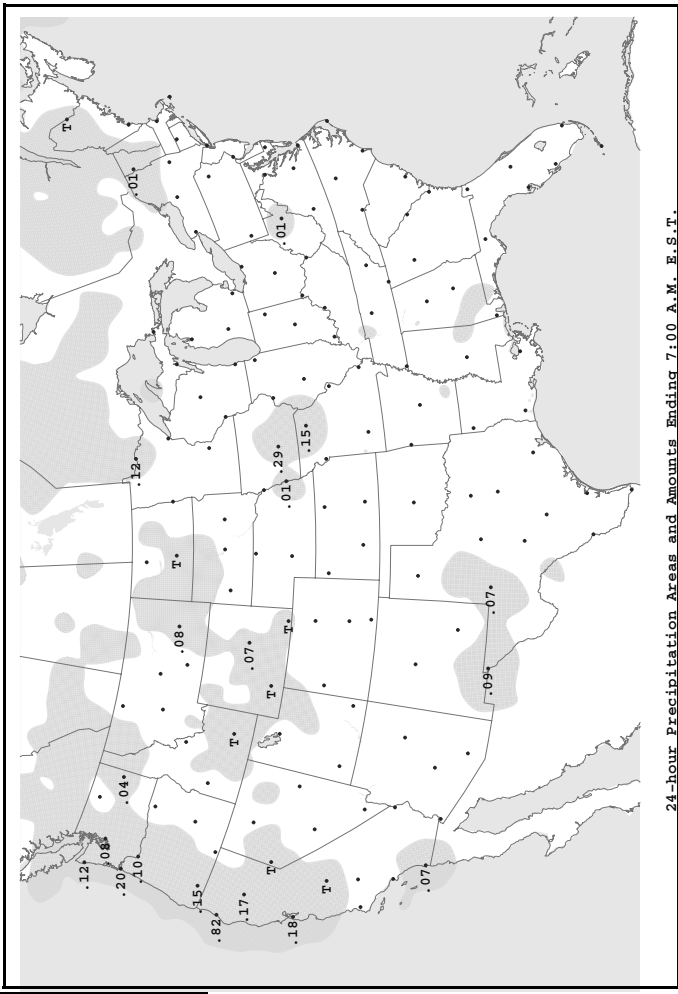 T
.12
.08
.20
.04
.01
.12
.10
T
.08
.15
.82
T
.17
.07
T
T
.29
.01
.01
T
.18
.15
T
.07
.09
.07
24-hour Precipitation Areas and Amounts Ending 7:00 A.M. E.S.T.